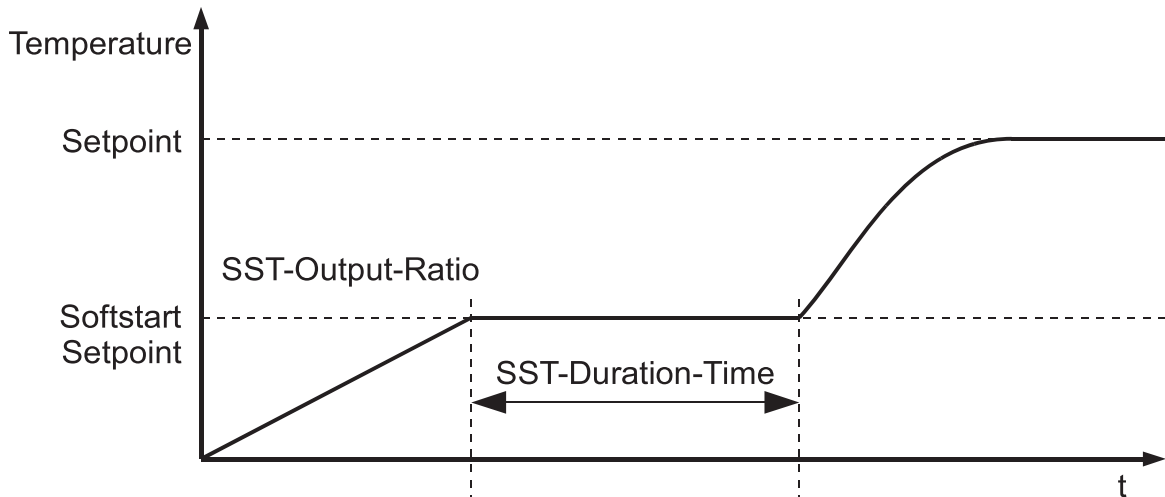 Temperature
Setpoint
SST-Output-Ratio
Softstart
Setpoint
SST-Duration-Time
t